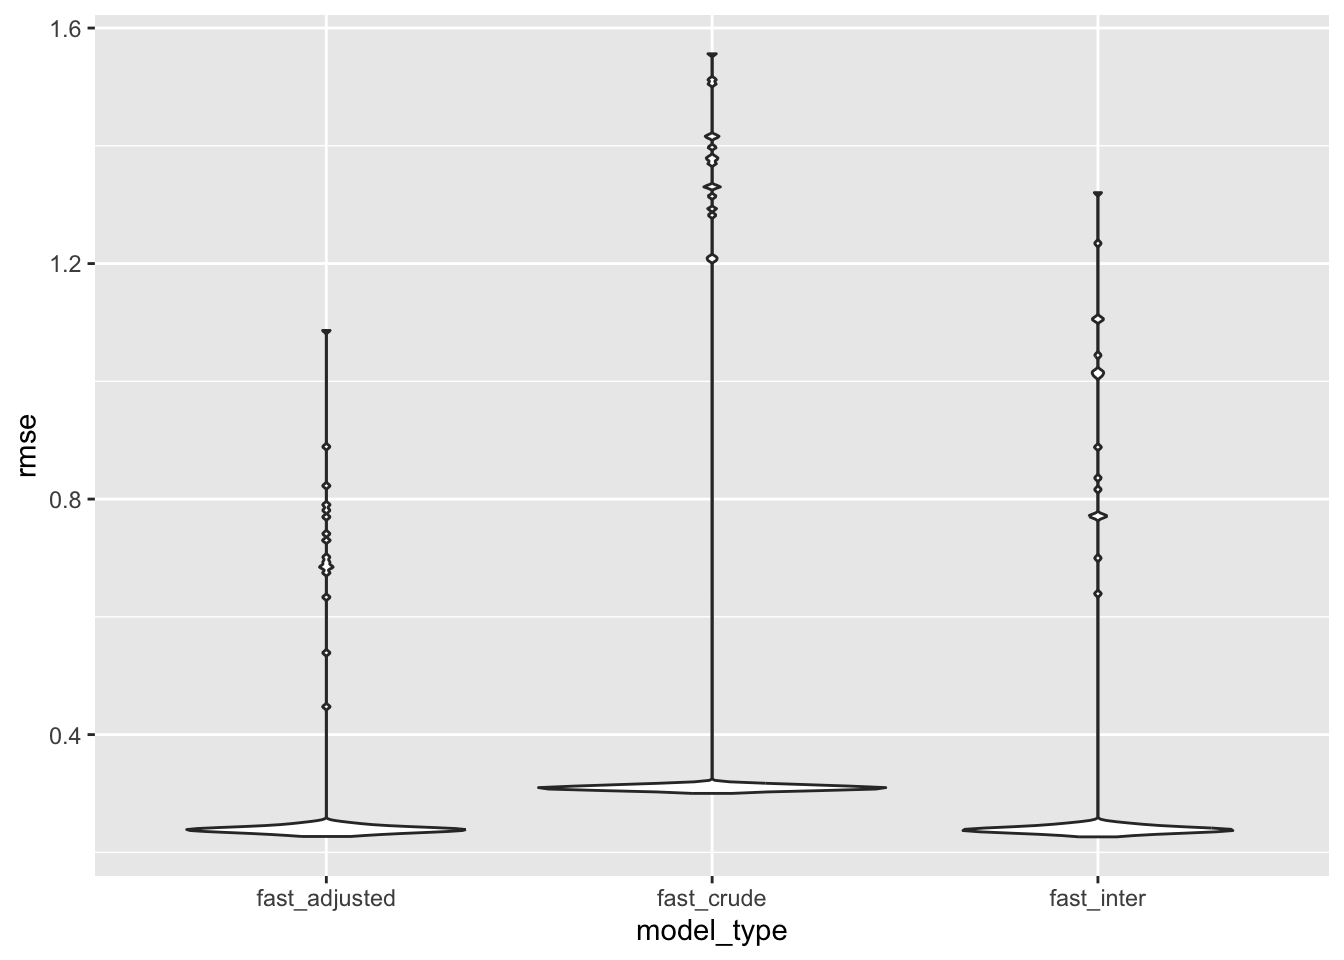 1.6
1.2
0.8
0.4
rmse
fast_adjusted
fast_crude
fast_inter
model_type